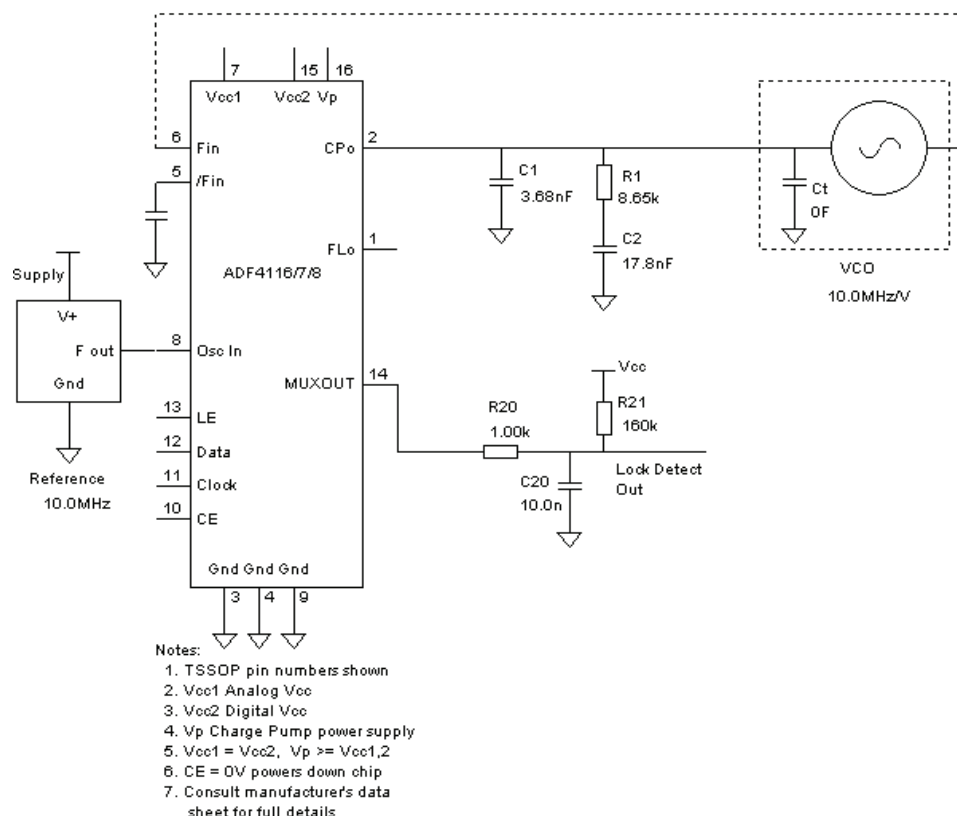 7 15 16
Vcc1 Vcc2 Vp
6 Fin CPo 2
5 /Fin
C1
3.68nF
R1
8.65k
C2
17.8nF
Ct
0F
VCO
10.0MHz/V
FLo 1
ADF4116/7/8
Supply
V+
F out
Gnd
8 Osc In
MUXOUT 14
Vcc
R20
1.00k
R21
160k
C20
10.0n
Lock Detect
Out
13 LE
12 Data
11 Clock
10 CE
Reference
10.0MHz
Gnd Gnd Gnd
3 4 9
Notes:
1. TSSOP pin numbers shown
2. Vcc1 Analog Vcc
3. Vcc2 Digital Vcc
4. Vp Charge Pump power supply
5. Vcc1 = Vcc2, Vp >= Vcc1,2
6. CE = 0V powers down chip
7. Consult manufacturer's data
sheet for full details